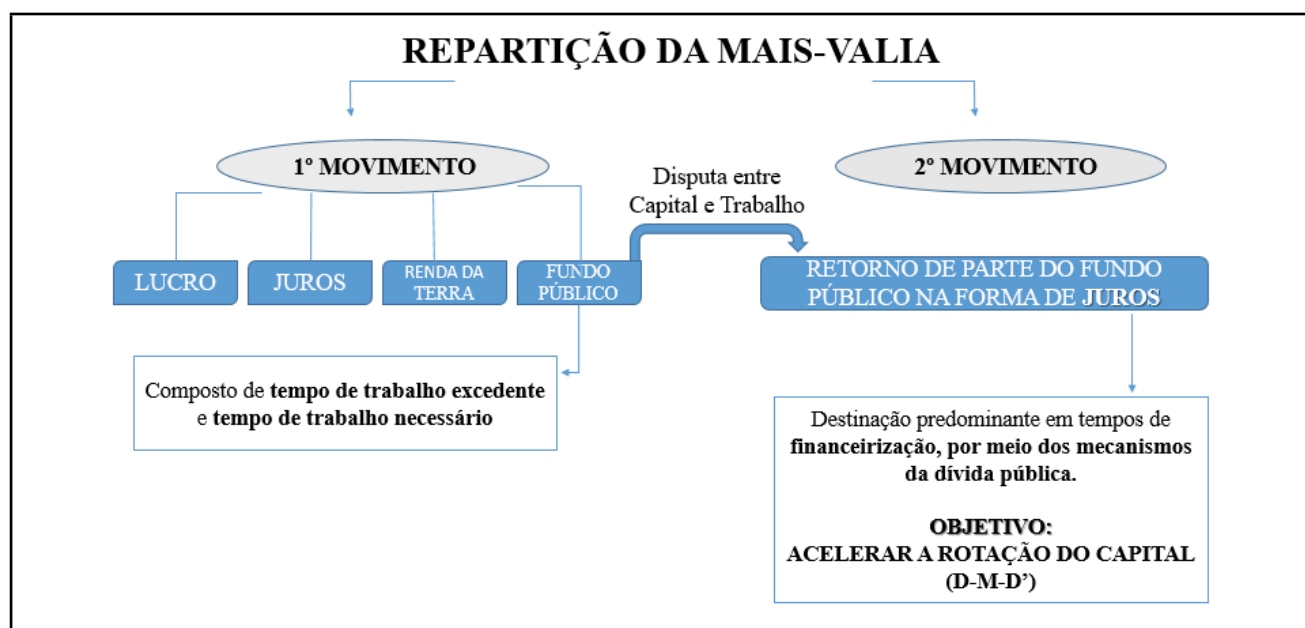 REPARTIÇÃO DA MAIS-VALIA
1º MOVIMENTO
2º MOVIMENTO
Disputa entre
Capital e Trabalho
LUCRO
JUROS
RENDA DA
TERRA
FUNDO
PÚBLICO
RETORNO DE PARTE DO FUNDO
PÚBLICO NA FORMA DE JUROS
Composto de tempo de trabalho excedente
e tempo de trabalho necessário
Destinação predominante em tempos de
financeirização, por meio dos mecanismos
da dívida pública.
OBJETIVO:
ACELERAR A ROTAÇÃO DO CAPITAL
(D-M-D’)